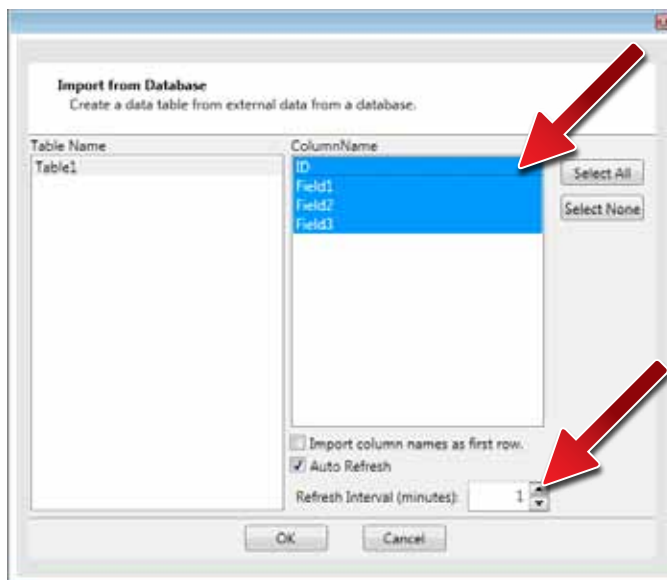 Import from Database
Create a data table from external data from a database.
Table Name
ColumnName
Table1
ID
Field1
Field2
Field3
Select All
Select None
Import column names as first row.
Auto Refresh
Refresh Interval (minutes): 1
OK
Cancel